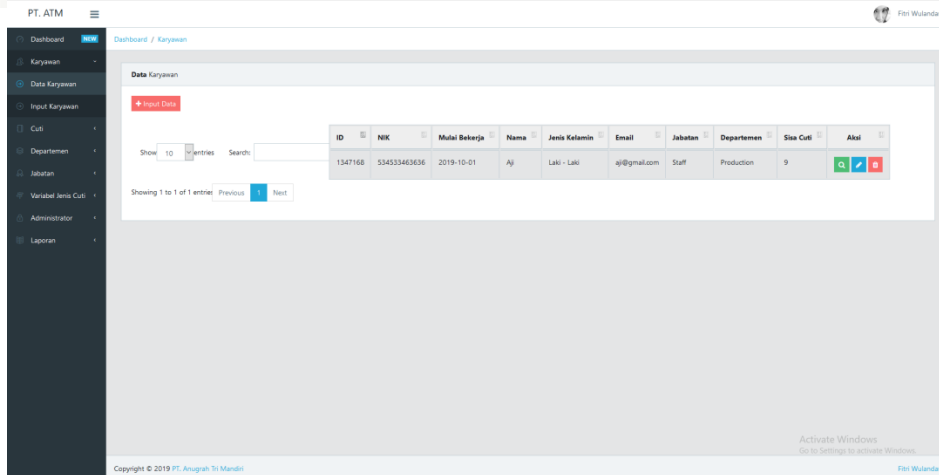 PT. ATM
Fitri Wulanda
Dashboard NEW
Karyawan
Data Karyawan
Input Karyawan
Cuti
Departemen
Jabatan
Variabel Jenis Cuti
Administrator
Laporan
Dashboard / Karyawan
Data Karyawan
+ Input Data
Show 10 entries Search:
ID NIK Mulai Bekerja Nama Jenis Kelamin Email Jabatan Departemen Sisa Cuti Aksi
1347168 534533463636 2019-10-01 Aji Laki - Laki aji@gmail.com Staff Production 9
Showing 1 to 1 of 1 entries Previous 1 Next
Activate Windows
Go to Settings to activate Windows.
Copyright © 2019 PT. Anugrah Tri Mandiri
Fitri Wulanda